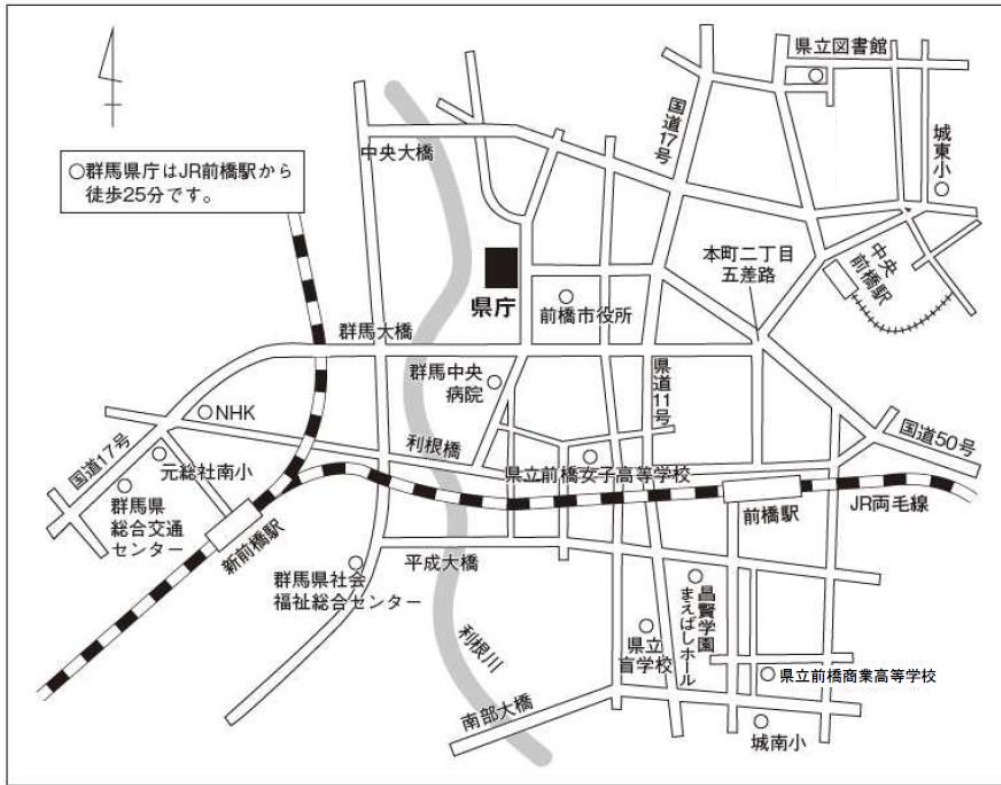 県立図書館
国道17号
城東小
中央大橋
○群馬県庁はJR前橋駅から
徒歩25分です。
本町二丁目
五差路
中央
前橋駅
県庁
前橋市役所
群馬大橋
群馬中央
病院
県道11号
NHK
利根橋
国道50号
国道17号
元総社南小
県立前橋女子高等学校
群馬県
総合交通
センター
新前橋駅
前橋駅
JR両毛線
平成大橋
群馬県社会
福祉総合センター
昌賢学園
まえばしホール
利根川
県立
盲学校
県立前橋商業高等学校
南部大橋
城南小